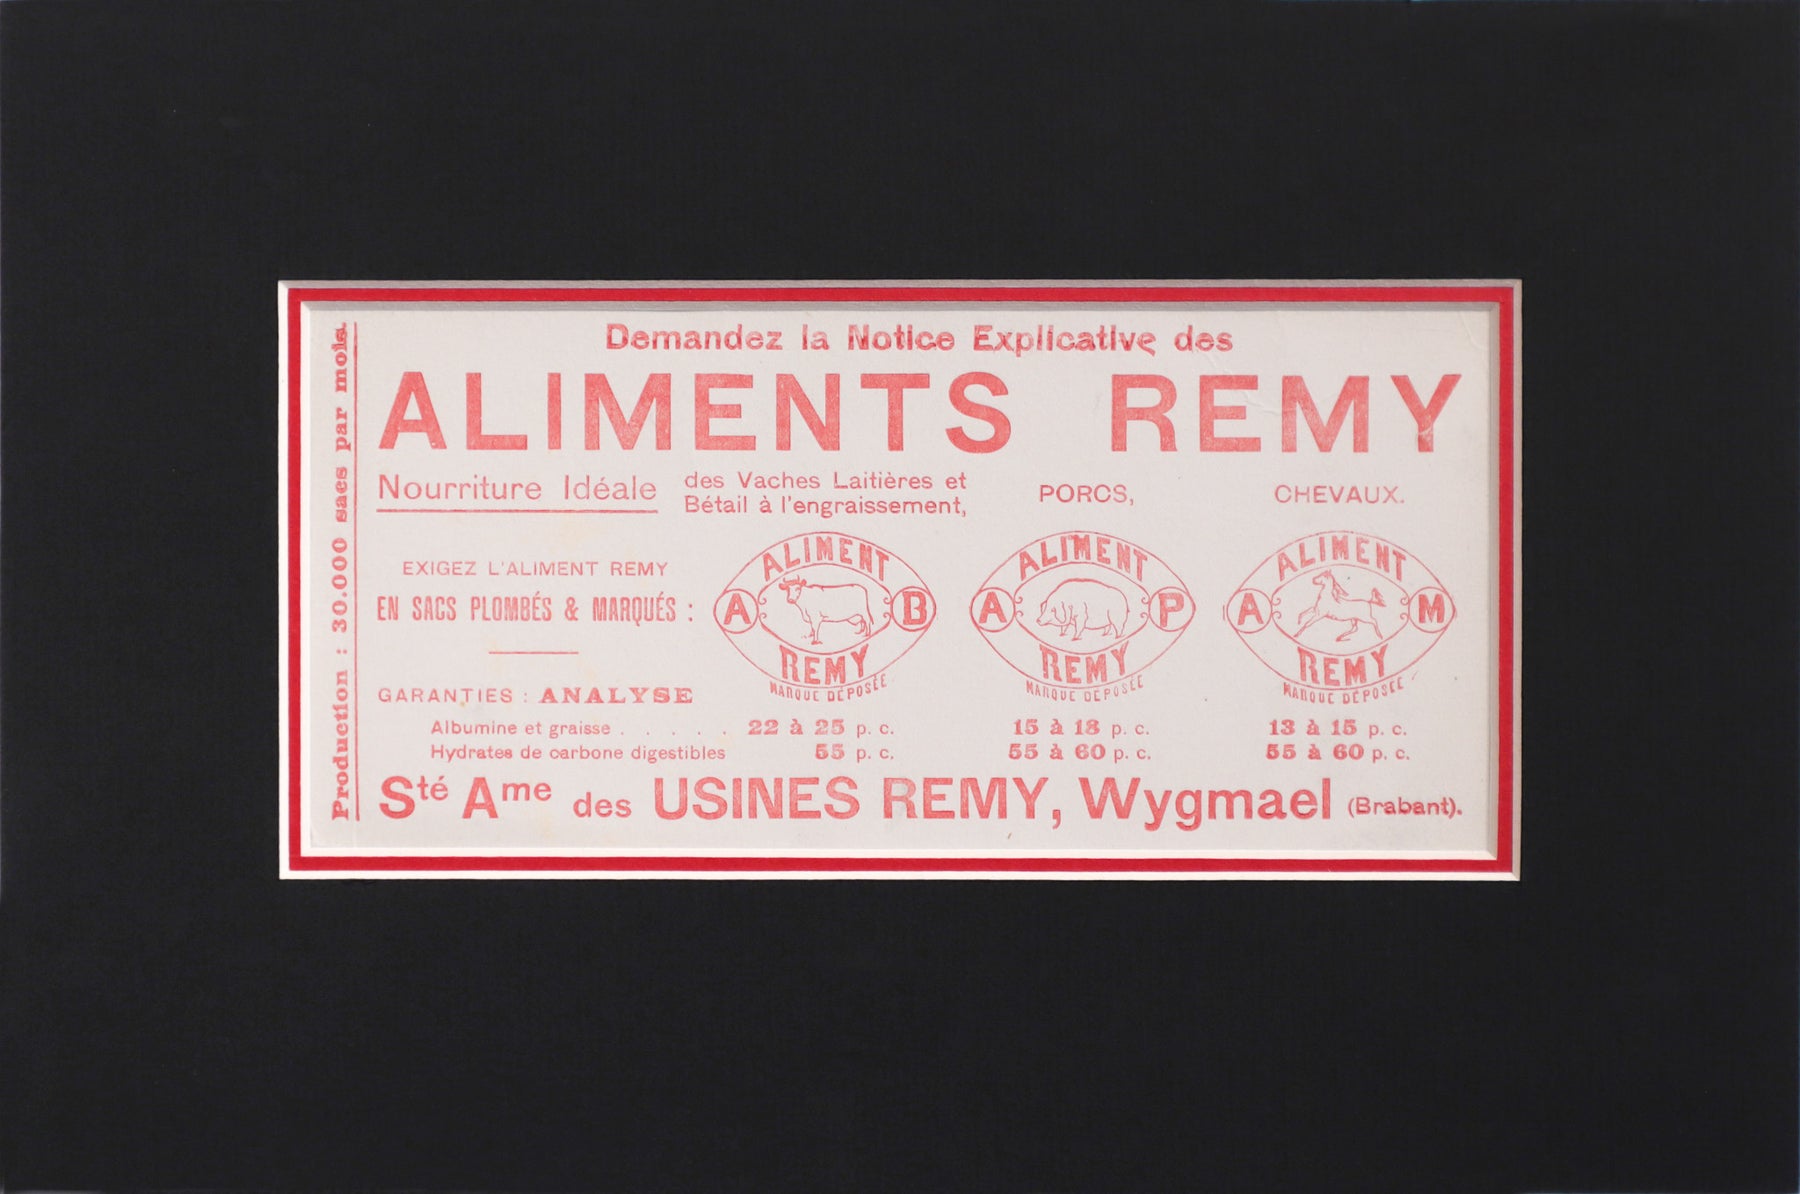 Production : 30.000 sacs par mois.
Demandez la Notice Explicative des
ALIMENTS REMY
Nourriture Idéale
des Vaches Laitières et
Bétail à l'engraissement,
PORCS,
CHEVAUX.
EXIGEZ L'ALIMENT REMY
EN SACS PLOMBÉS & MARQUÉS :
ALIMENT
A B
REMY
MARQUE DÉPOSÉE
ALIMENT
A P
REMY
MARQUE DÉPOSÉE
ALIMENT
A M
REMY
MARQUE DÉPOSÉE
GARANTIES : ANALYSE
Albumine et graisse . . . . . 22 à 25 p. c. 15 à 18 p. c. 13 à 15 p. c.
Hydrates de carbone digestibles 55 p. c. 55 à 60 p. c. 55 à 60 p. c.
Sté Ame des USINES REMY, Wygmael (Brabant).